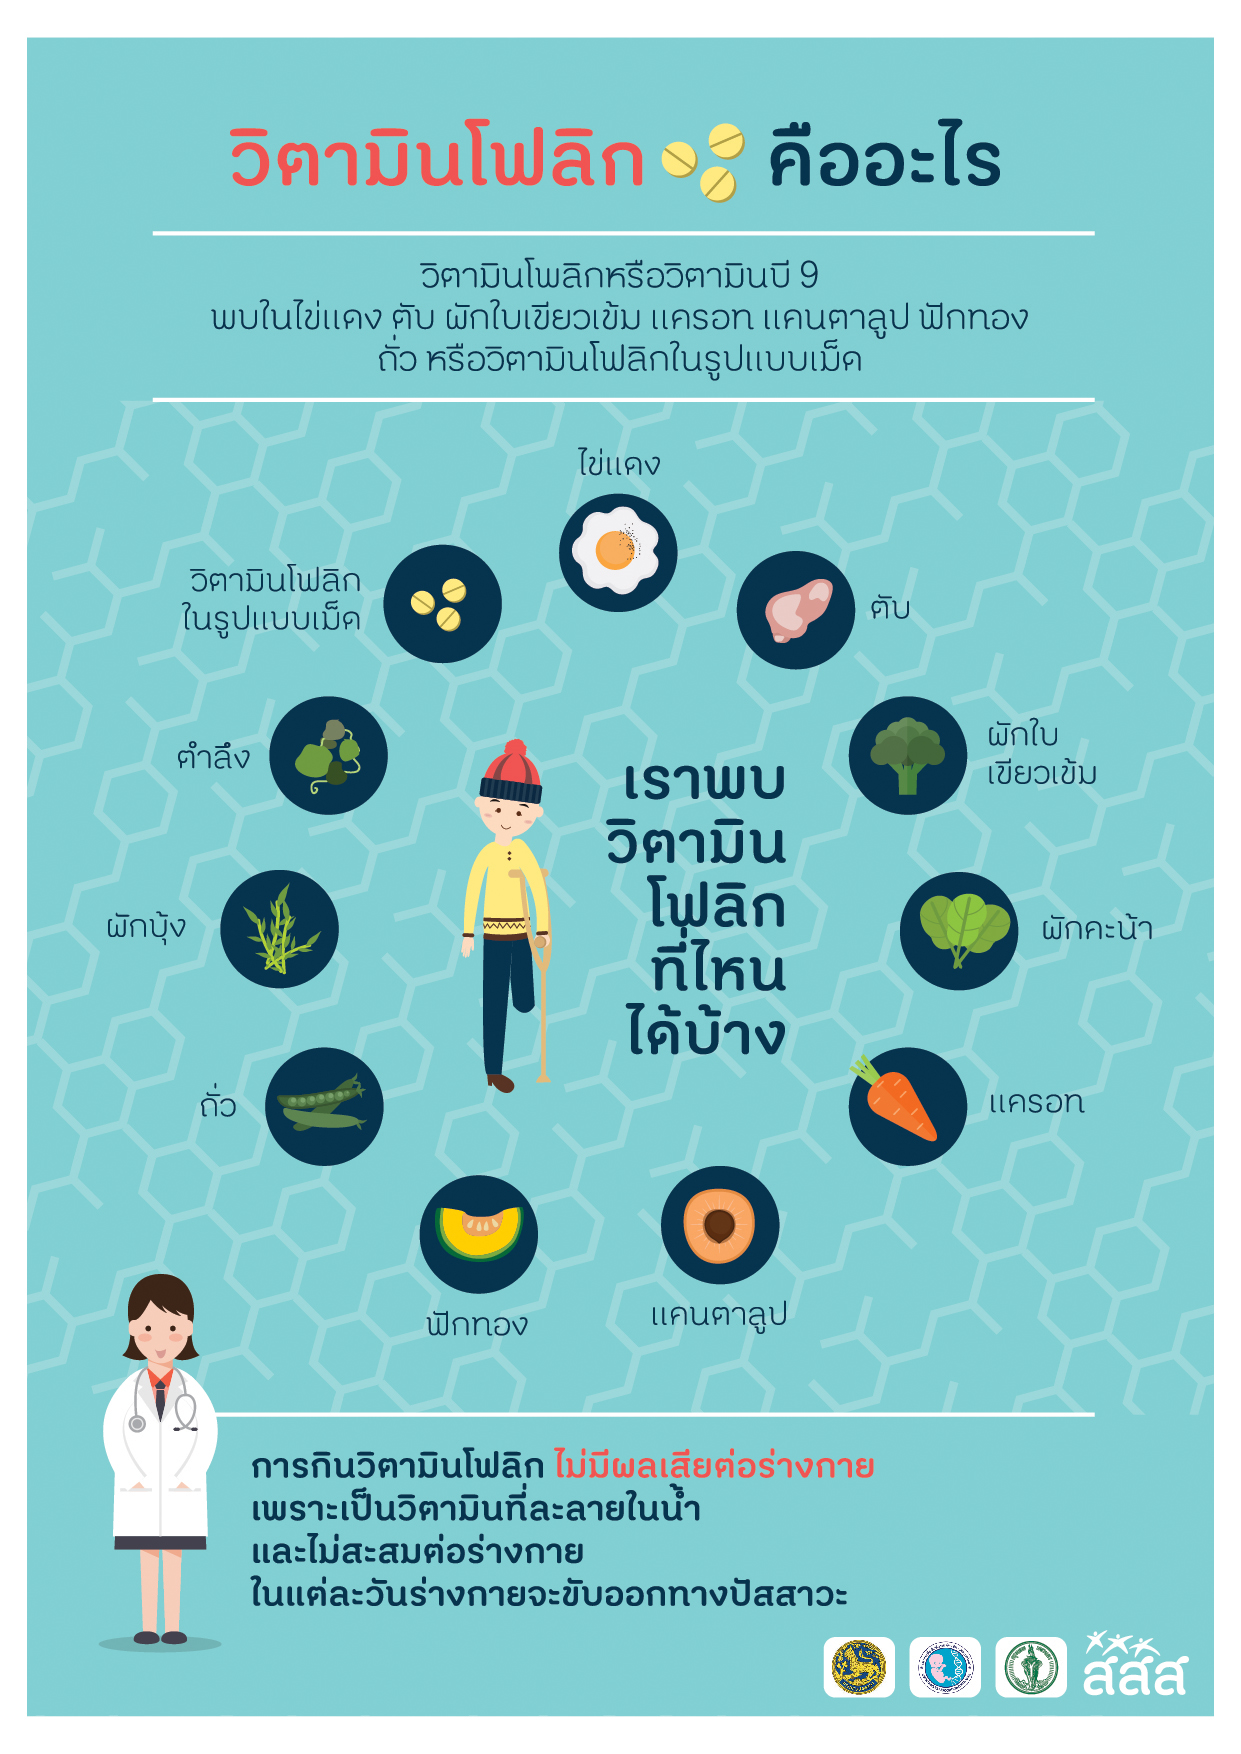 วิตามินโฟลิก คืออะไร
วิตามินโพลิกหรือวิตามินบี 9
พบในไข่แดง ตับ ผักใบเขียวเข้ม แครอท แคนตาลูป ฟักทอง
ถั่ว หรือวิตามินโฟลิกในรูปแบบเม็ด
ไข่แดง
วิตามินโฟลิก
ในรูปแบบเม็ด
ตับ
ตำลึง
ผักใบ
เขียวเข้ม
เราพบ
วิตามิน
โฟลิก
ที่ไหน
ได้บ้าง
ผักบุ้ง
ผักคะน้า
ถั่ว
แครอท
ฟักทอง
แคนตาลูป
การกินวิตามินโฟลิก ไม่มีผลเสียต่อร่างกาย
เพราะเป็นวิตามินที่ละลายในน้ำ
และไม่สะสมต่อร่างกาย
ในแต่ละวันร่างกายจะขับออกทางปัสสาวะ
สสส